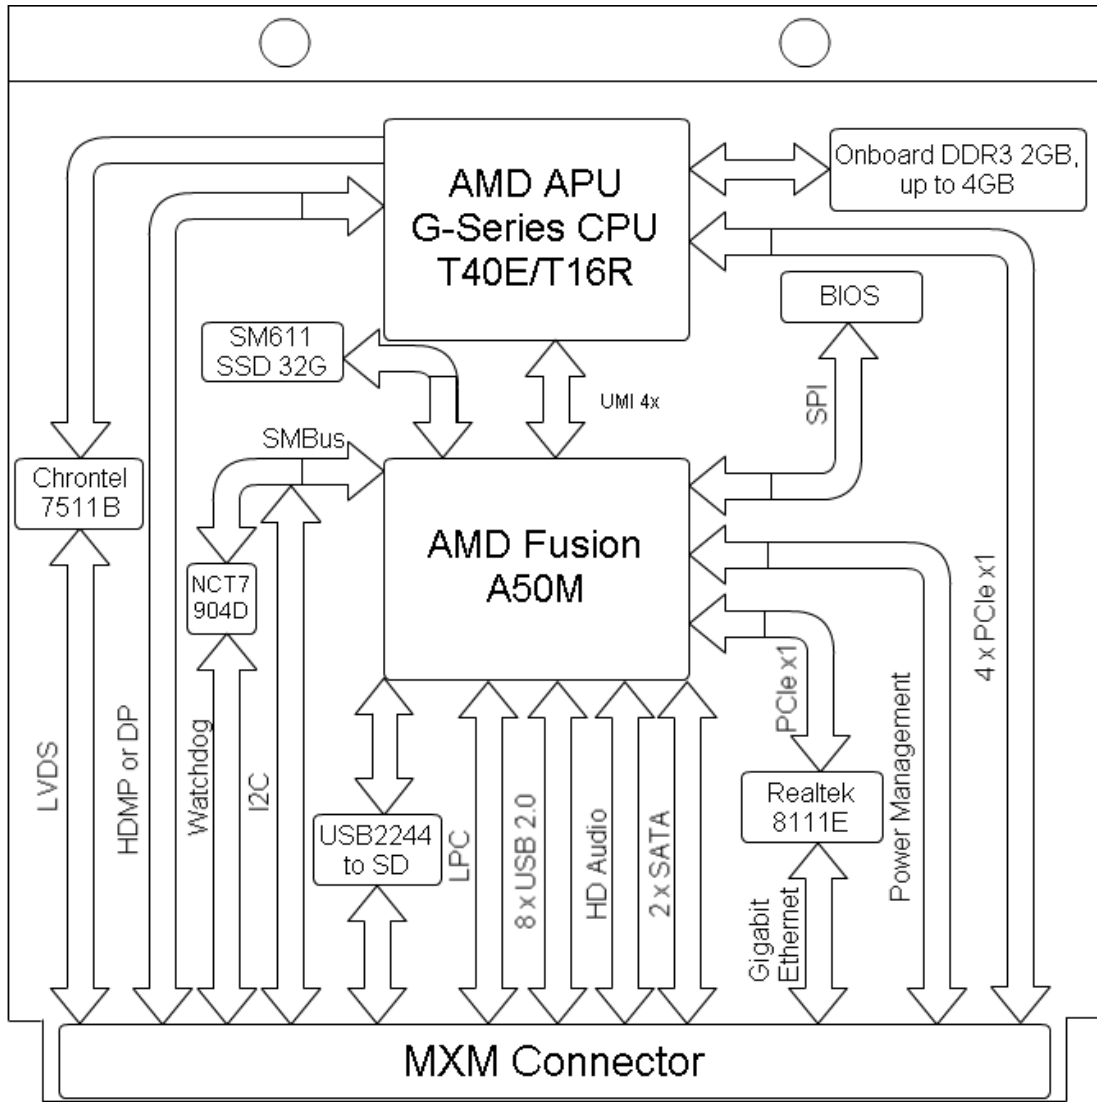 AMD APU
G-Series CPU
T40E/T16R
Onboard DDR3 2GB,
up to 4GB
BIOS
SM611
SSD 32G
UMI 4x
SPI
SMBus
Chrontel
7511B
AMD Fusion
A50M
NCT7
904D
4 x PCIe x1
PCIe x1
LVDS
HDMP or DP
Watchdog
I2C
USB2244
to SD
LPC
8 x USB 2.0
HD Audio
2 x SATA
Realtek
8111E
Power Management
Gigabit
Ethernet
MXM Connector